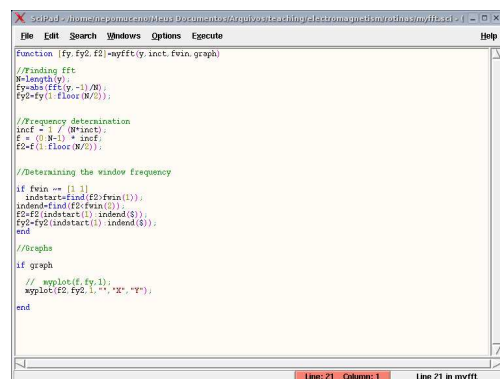 SciPad - /home/nepomuceno/Meus Documentos/Arquivos/teaching/electromagnetism/rotinas/myfft.sci - (
File Edit Search Windows Options Execute Help
function [fy,fy2,f2]=myfft(y,inct,fwin,graph)
//Finding fft
N=length(y);
fy=abs(fft(y,-1)/N);
fy2=fy(1:floor(N/2));
//Frequency determination
incf = 1 / (N*inct);
f = (0:N-1) * incf;
f2=f(1:floor(N/2));
//Determining the window frequency
if fwin ~= [1 1]
indstart=find(f2>fwin(1));
indend=find(f2<fwin(2));
f2=f2(indstart(1):indend($));
fy2=fy2(indstart(1):indend($));
end
//Graphs
if graph
// myplot(f,fy,1);
myplot(f2,fy2,1,"","X","Y");
end
Line: 21 Column: 1 Line 21 in myfft